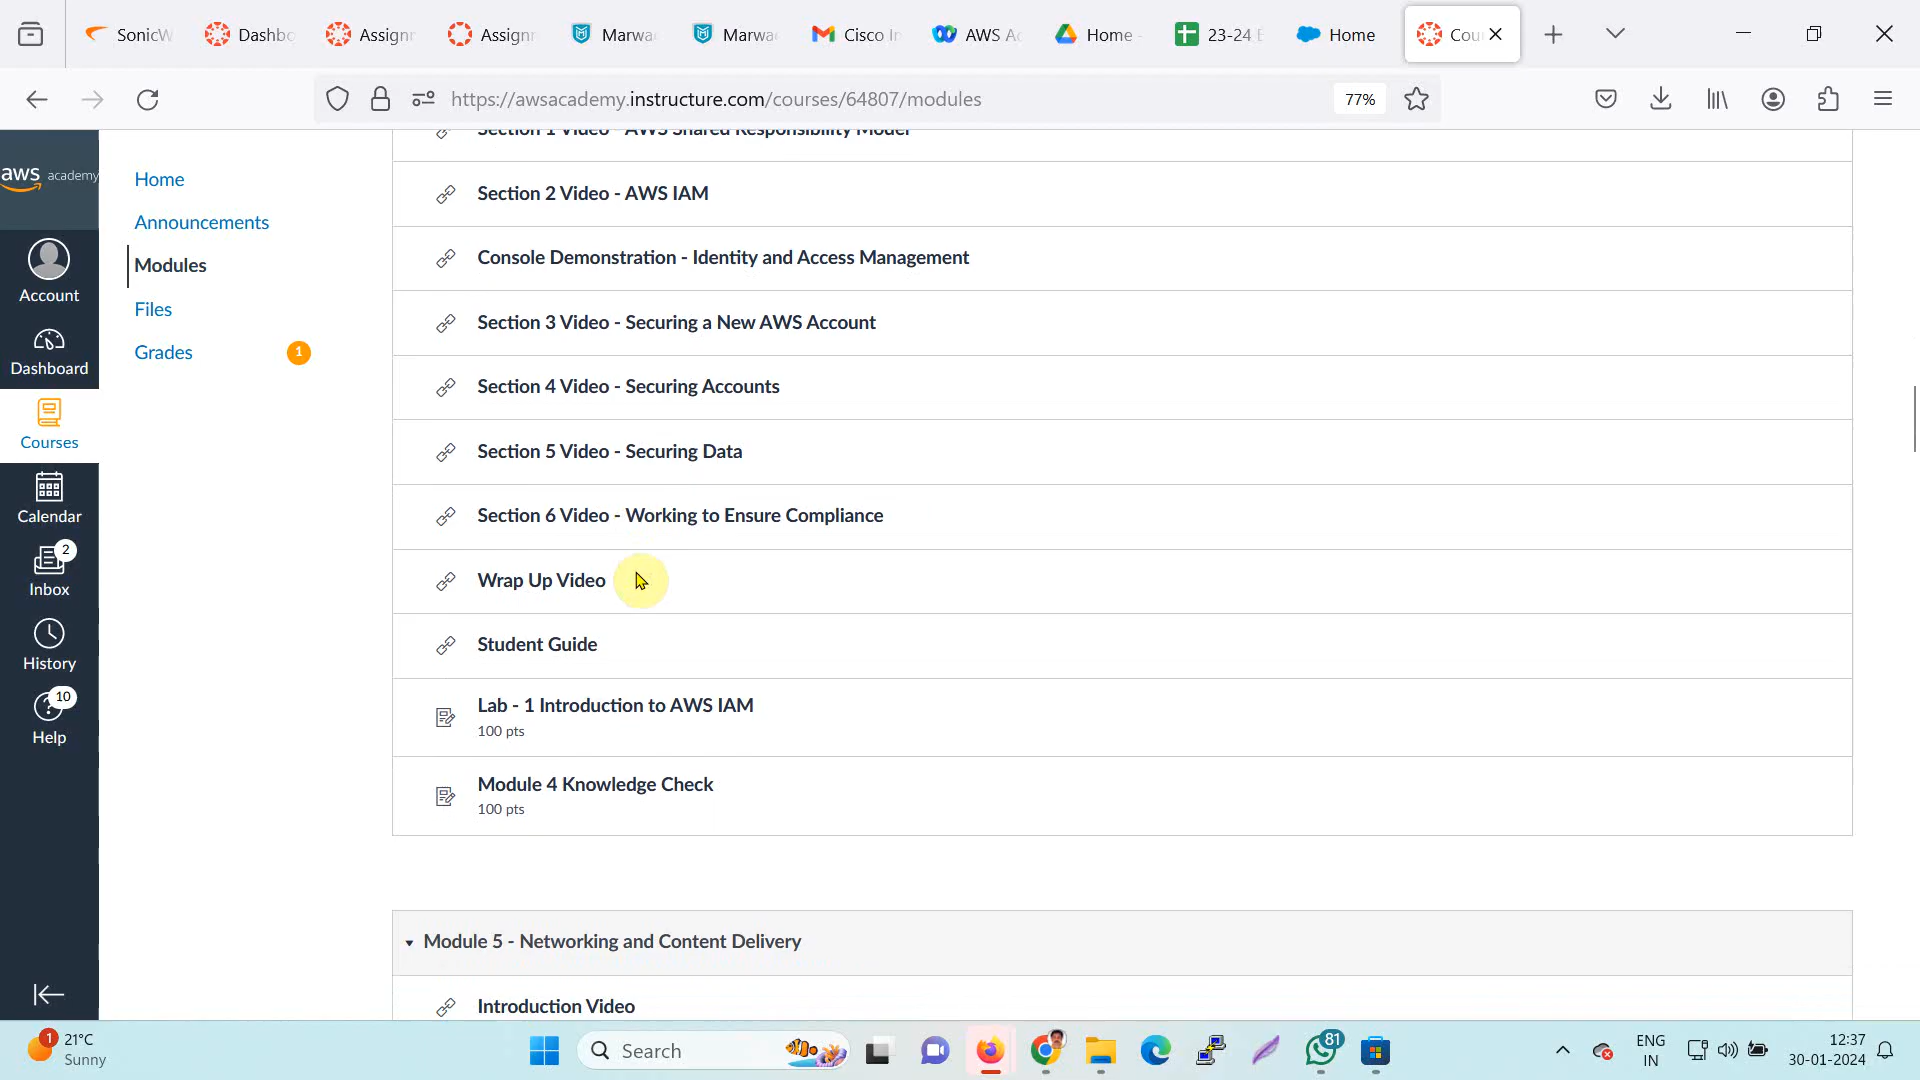 SonicW
Dashbo
Assignm
Assignm
Marwa
Marwa
Cisco In
AWS Ac
Home -
23-24 E
Home
Cou
https://awsacademy.instructure.com/courses/64807/modules
77%
aws academy
Account
Dashboard
Courses
Calendar
2
Inbox
History
10
Help
Home
Announcements
Modules
Files
Grades
1
Section 1 Video - AWS Shared Responsibility Model
Section 2 Video - AWS IAM
Console Demonstration - Identity and Access Management
Section 3 Video - Securing a New AWS Account
Section 4 Video - Securing Accounts
Section 5 Video - Securing Data
Section 6 Video - Working to Ensure Compliance
Wrap Up Video
Student Guide
Lab - 1 Introduction to AWS IAM
100 pts
Module 4 Knowledge Check
100 pts
Module 5 - Networking and Content Delivery
Introduction Video
1
21°C
Sunny
Search
81
ENG
IN
12:37
30-01-2024